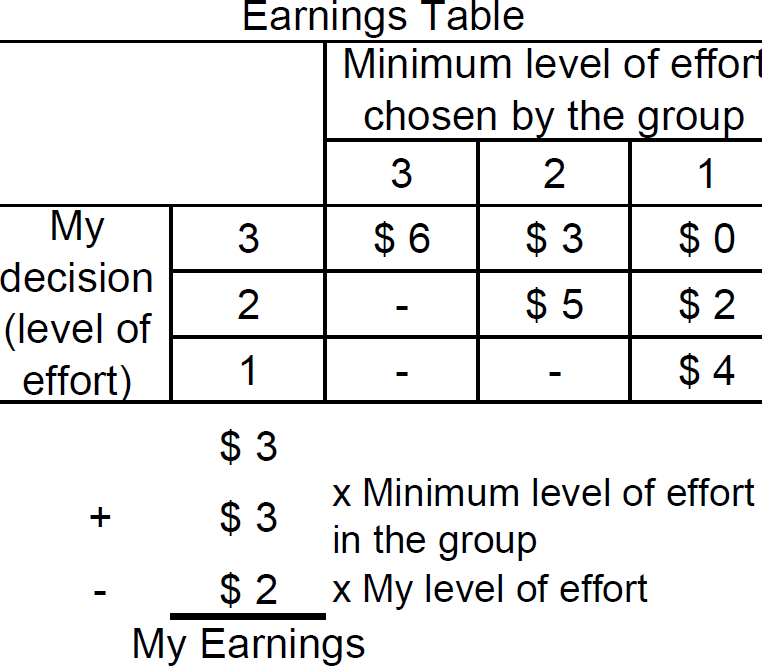 Earnings Table
Minimum level of effort
chosen by the group
3 2 1
My
decision
(level of
effort)
3 $ 6 $ 3 $ 0
2 - $ 5 $ 2
1 - - $ 4
$ 3
+ $ 3 x Minimum level of effort
in the group
- $ 2 x My level of effort
My Earnings